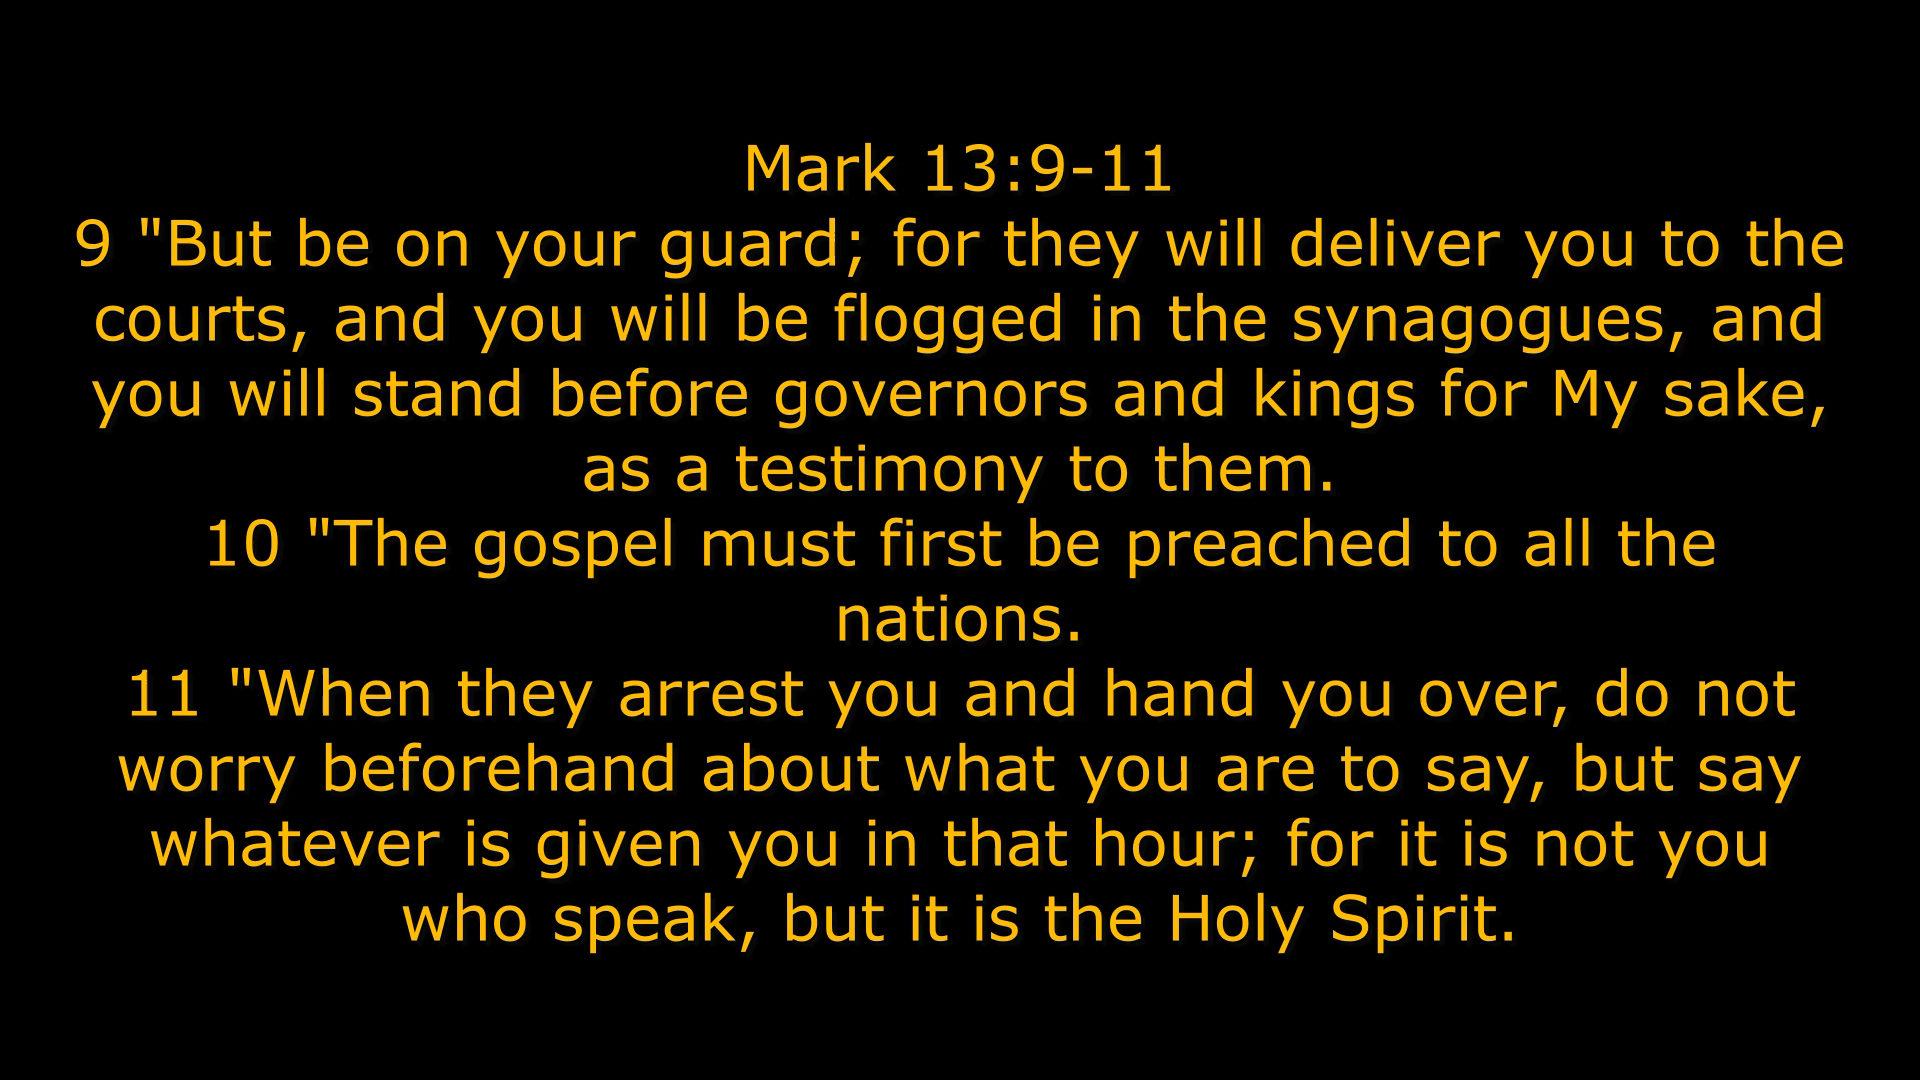 Mark 13:9-11
9 "But be on your guard; for they will deliver you to the
courts, and you will be flogged in the synagogues, and
you will stand before governors and kings for My sake,
as a testimony to them.
10 "The gospel must first be preached to all the
nations.
11 "When they arrest you and hand you over, do not
worry beforehand about what you are to say, but say
whatever is given you in that hour; for it is not you
who speak, but it is the Holy Spirit.